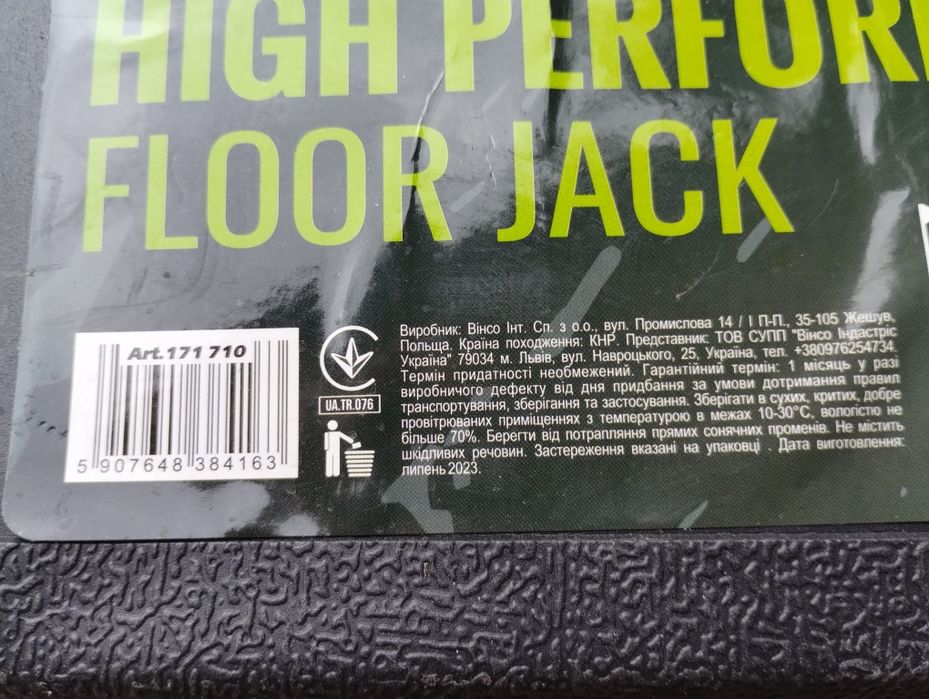 HIGH PERFOR
FLOOR JACK
Art.171 710
5 907648 384163
UA.TR.076
Виробник: Вінсо Інт. Сп. з о.о., вул. Промислова 14 / І П-П., 35-105 Жешув,
Польща. Країна походження: КНР. Представник: ТОВ СУПП "Вінсо Індастріс
Україна" 79034 м. Львів, вул. Навроцького, 25, Україна, тел. +380976254734.
Термін придатності необмежений. Гарантійний термін: 1 місяць у разі
виробничого дефекту від дня придбання за умови дотримання правил
транспортування, зберігання та застосування. Зберігати в сухих, критих, добре
провітрюваних приміщеннях з температурою в межах 10-30°С, вологістю не
більше 70%. Берегти від потрапляння прямих сонячних променів. Не містить
шкідливих речовин. Застереження вказані на упаковці . Дата виготовлення:
липень 2023.